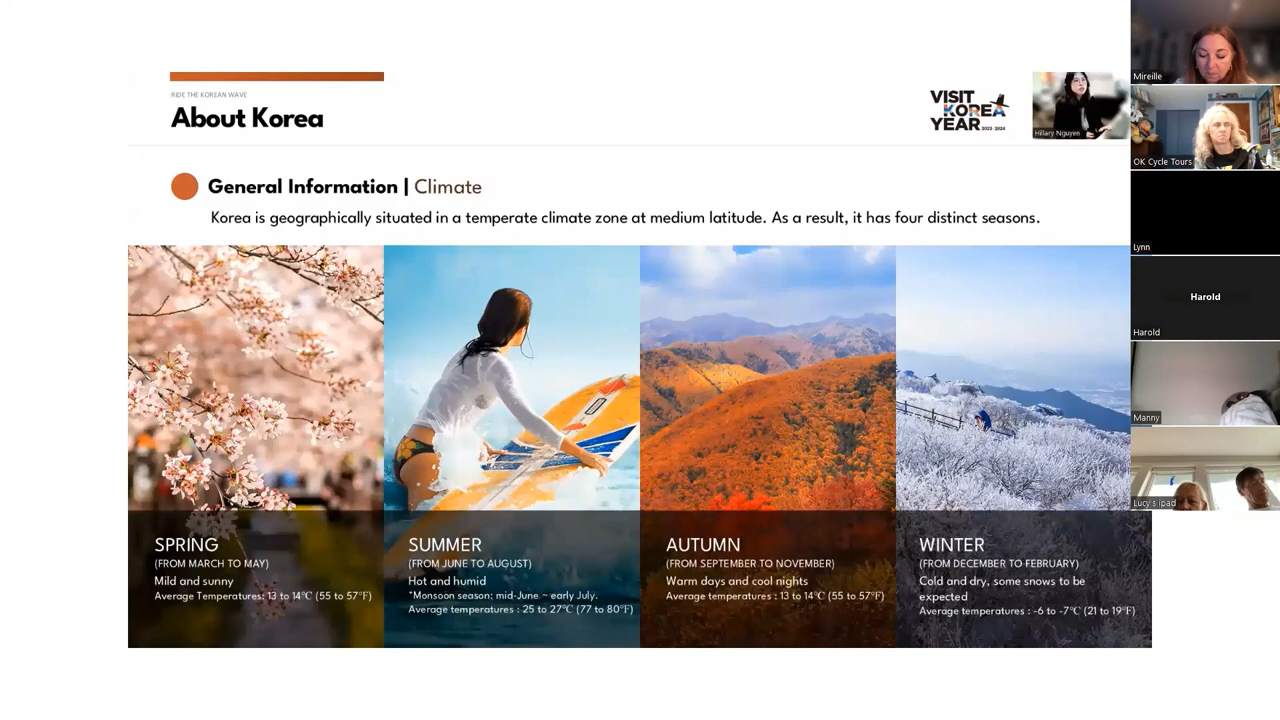 RIDE THE KOREAN WAVE
About Korea
VISIT
KOREA
YEAR 2023-2024
Hillary Nguyen
General Information | Climate
Korea is geographically situated in a temperate climate zone at medium latitude. As a result, it has four distinct seasons.
SPRING
(FROM MARCH TO MAY)
Mild and sunny
Average Temperatures: 13 to 14℃ (55 to 57℉)
SUMMER
(FROM JUNE TO AUGUST)
Hot and humid
*Monsoon season; mid-June ~ early July.
Average temperatures : 25 to 27℃ (77 to 80℉)
AUTUMN
(FROM SEPTEMBER TO NOVEMBER)
Warm days and cool nights
Average temperatures : 13 to 14℃ (55 to 57℉)
WINTER
(FROM DECEMBER TO FEBRUARY)
Cold and dry, some snows to be
expected
Average temperatures : -6 to -7℃ (21 to 19℉)
Mireille
OK Cycle Tours
Lynn
Harold
Harold
Manny
Lucy's ipad